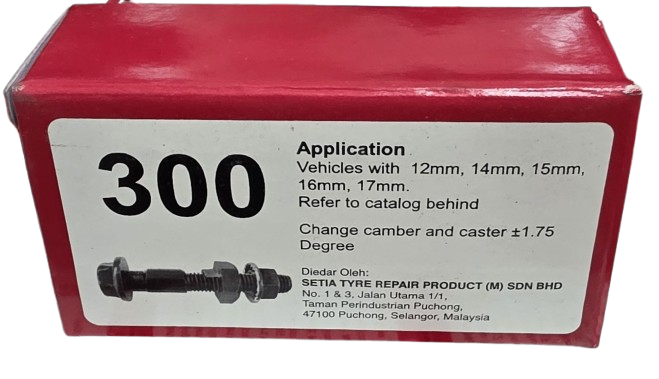 300
Application
Vehicles with 12mm, 14mm, 15mm,
16mm, 17mm.
Refer to catalog behind
Change camber and caster ±1.75
Degree
Diedar Oleh:
SETIA TYRE REPAIR PRODUCT (M) SDN BHD
No. 1 & 3, Jalan Utama 1/1,
Taman Perindustrian Puchong,
47100 Puchong, Selangor, Malaysia